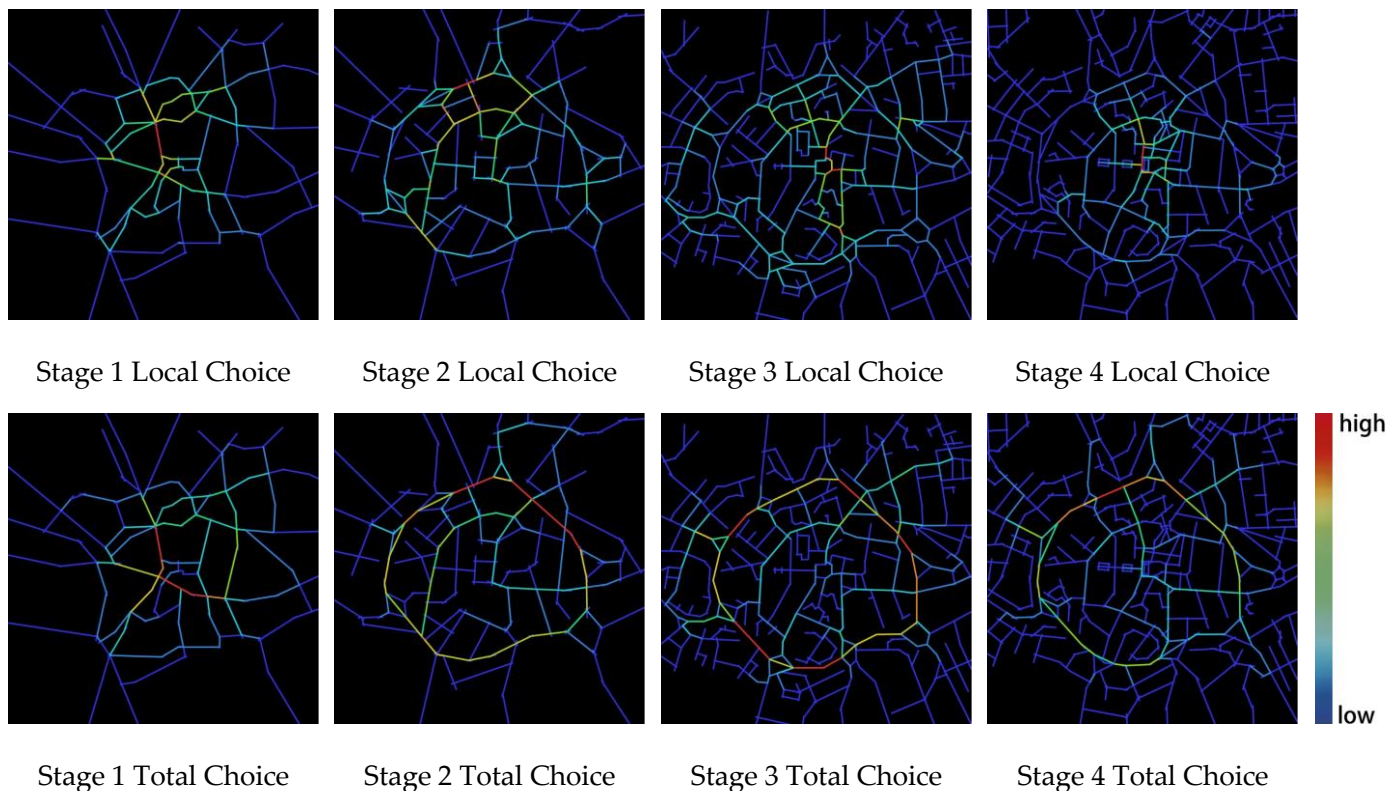 Stage 1 Local Choice
Stage 2 Local Choice
Stage 3 Local Choice
Stage 4 Local Choice
high
low
Stage 1 Total Choice
Stage 2 Total Choice
Stage 3 Total Choice
Stage 4 Total Choice